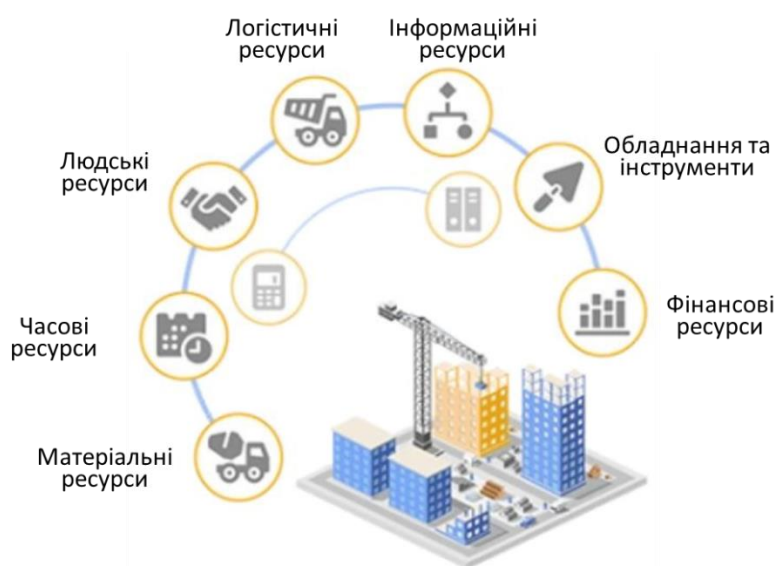 Логістичні
ресурси
Інформаційні
ресурси
Обладнання та
інструменти
Людські
ресурси
Часові
ресурси
Фінансові
ресурси
Матеріальні
ресурси